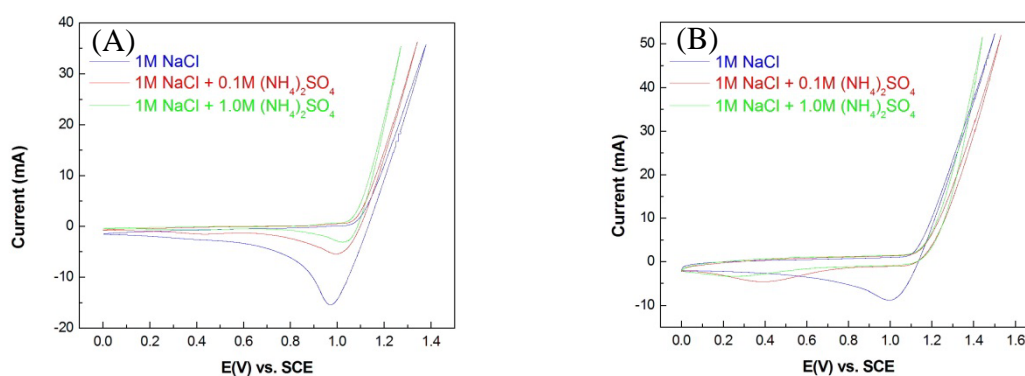 (A)
1M NaCl
1M NaCl + 0.1M (NH₄)₂SO₄
1M NaCl + 1.0M (NH₄)₂SO₄
Current (mA)
40
30
20
10
0
-10
-20
0.0 0.2 0.4 0.6 0.8 1.0 1.2 1.4
E(V) vs. SCE
(B)
1M NaCl
1M NaCl + 0.1M (NH₄)₂SO₄
1M NaCl + 1.0M (NH₄)₂SO₄
Current (mA)
50
40
30
20
10
0
-10
0.0 0.2 0.4 0.6 0.8 1.0 1.2 1.4 1.6
E(V) vs. SCE